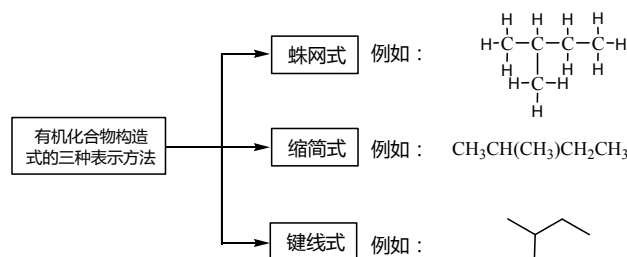 有机化合物构造
式的三种表示方法
蛛网式 例如：
H H H H
H-C-C-C-C-H
H H H
H-C-H
H
缩简式 例如： CH3CH(CH3)CH2CH3
键线式 例如：